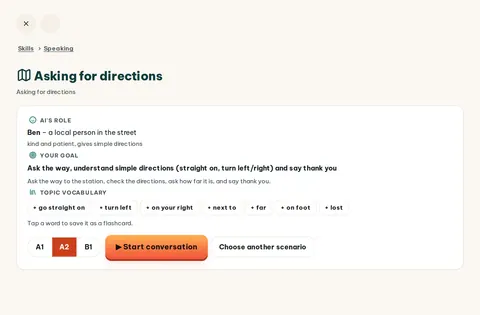 Skills > Speaking
Asking for directions
Asking for directions
AI'S ROLE
Ben – a local person in the street
kind and patient, gives simple directions
YOUR GOAL
Ask the way, understand simple directions (straight on, turn left/right) and say thank you
Ask the way to the station, check the directions, ask how far it is, and say thank you.
TOPIC VOCABULARY
+ go straight on + turn left + on your right + next to + far + on foot + lost
Tap a word to save it as a flashcard.
A1 A2 B1 ▶ Start conversation Choose another scenario